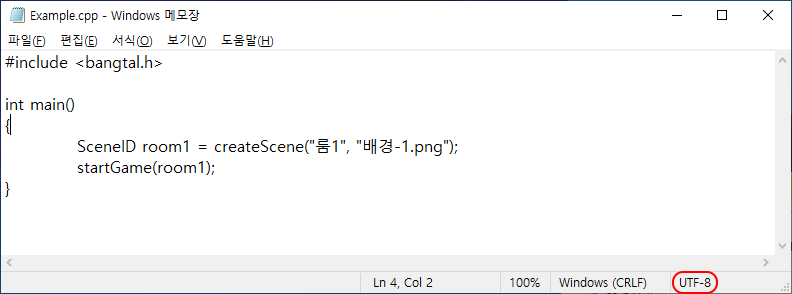 Example.cpp - Windows 메모장
파일(F) 편집(E) 서식(O) 보기(V) 도움말(H)
#include <bangtal.h>
int main()
{
SceneID room1 = createScene("룸1", "배경-1.png");
startGame(room1);
}
Ln 4, Col 2 100% Windows (CRLF) UTF-8